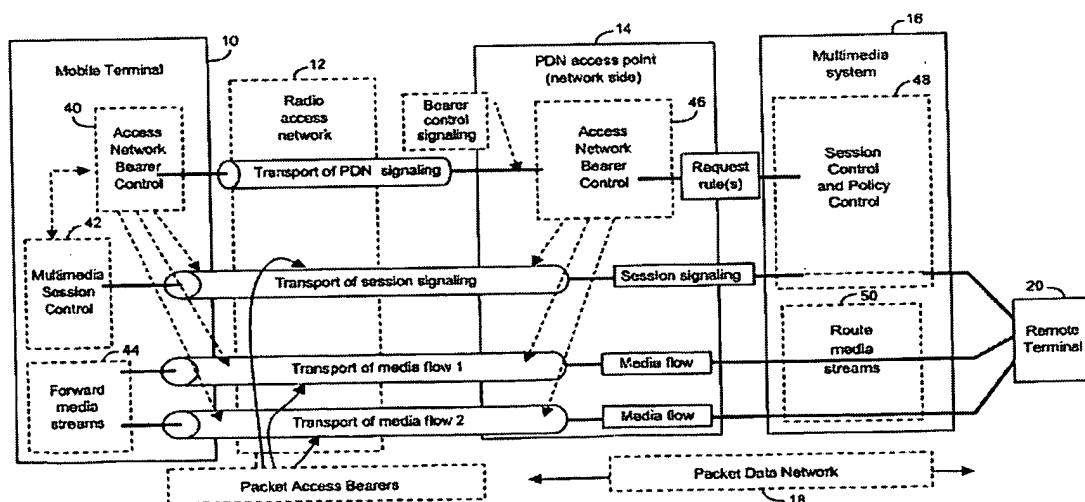 10
Mobile Terminal
40
Access
Network
Bearer
Control
42
Multimedia
Session
Control
44
Forward
media
streams
12
Radio
access
network
Bearer
control
signaling
14
PDN access point
(network side)
46
Access
Network
Bearer
Control
Request
rule(s)
16
Multimedia
system
48
Session
Control
and Policy
Control
Transport of PDN signaling
Transport of session signaling
Session signaling
50
Route
media
streams
20
Remote
Terminal
Transport of media flow 1
Media flow
Transport of media flow 2
Media flow
Packet Access Bearers
Packet Data Network
18